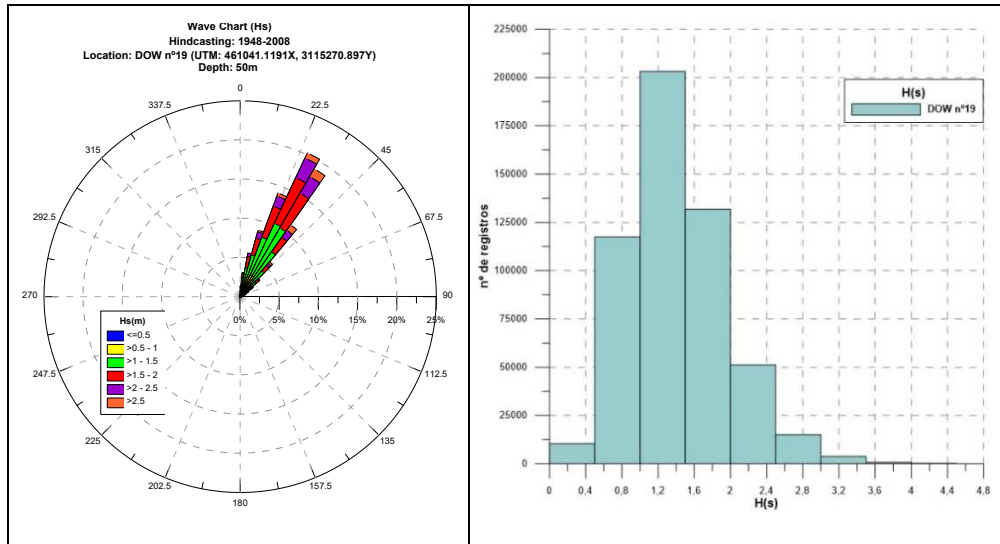 Wave Chart (Hs)
Hindcasting: 1948-2008
Location: DOW nº19 (UTM: 461041.1191X, 3115270.897Y)
Depth: 50m
0
22.5
45
67.5
90
112.5
135
157.5
180
202.5
225
247.5
270
292.5
315
337.5
0% 5% 10% 15% 20% 25%
Hs(m)
<=0.5
>0.5 - 1
>1 - 1.5
>1.5 - 2
>2 - 2.5
>2.5
225000
200000
175000
150000
125000
100000
75000
50000
25000
0
nº de registros
H(s)
DOW nº19
0 0,4 0,8 1,2 1,6 2 2,4 2,8 3,2 3,6 4 4,4 4,8
H(s)